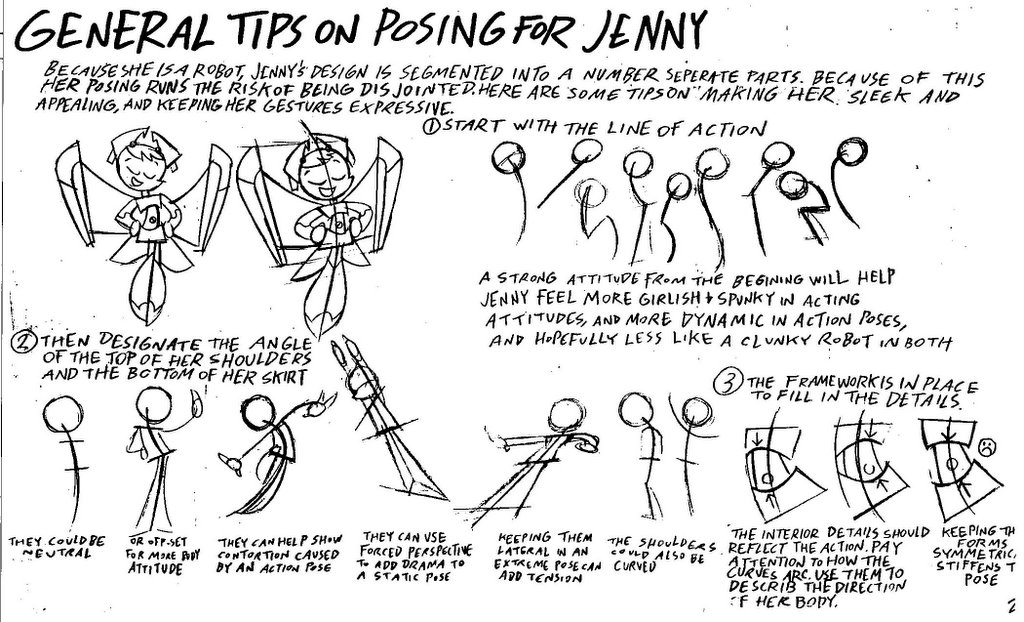 GENERAL TIPS ON POSING FOR JENNY
BECAUSE SHE IS A ROBOT, JENNY'S DESIGN IS SEGMENTED INTO A NUMBER SEPERATE PARTS. BECAUSE OF THIS
HER POSING RUNS THE RISK OF BEING DISJOINTED. HERE ARE SOME TIPS ON MAKING HER SLEEK AND
APPEALING, AND KEEPING HER GESTURES EXPRESSIVE.
① START WITH THE LINE OF ACTION
A STRONG ATTITUDE FROM THE BEGINING WILL HELP
JENNY FEEL MORE GIRLISH & SPUNKY IN ACTING
ATTITUDES, AND MORE DYNAMIC IN ACTION POSES,
AND HOPEFULLY LESS LIKE A CLUNKY ROBOT IN BOTH
② THEN DESIGNATE THE ANGLE
OF THE TOP OF HER SHOULDERS
AND THE BOTTOM OF HER SKIRT
THEY COULD BE
NEUTRAL
OR OFF-SET
FOR MORE BODY
ATTITUDE
THEY CAN HELP SHOW
CONTORTION CAUSED
BY AN ACTION POSE
THEY CAN USE
FORCED PERSPECTIVE
TO ADD DRAMA TO
A STATIC POSE
KEEPING THEM
LATERAL IN AN
EXTREME POSE CAN
ADD TENSION
THE SHOULDERS
COULD ALSO BE
CURVED
③ THE FRAMEWORK IS IN PLACE
TO FILL IN THE DETAILS.
THE INTERIOR DETAILS SHOULD
REFLECT THE ACTION. PAY
ATTENTION TO HOW THE
CURVES ARC. USE THEM TO
DESCRIB THE DIRECTION
OF HER BODY.
KEEPING TH
FORMS
SYMMETRIC
STIFFENS T
POSE
2